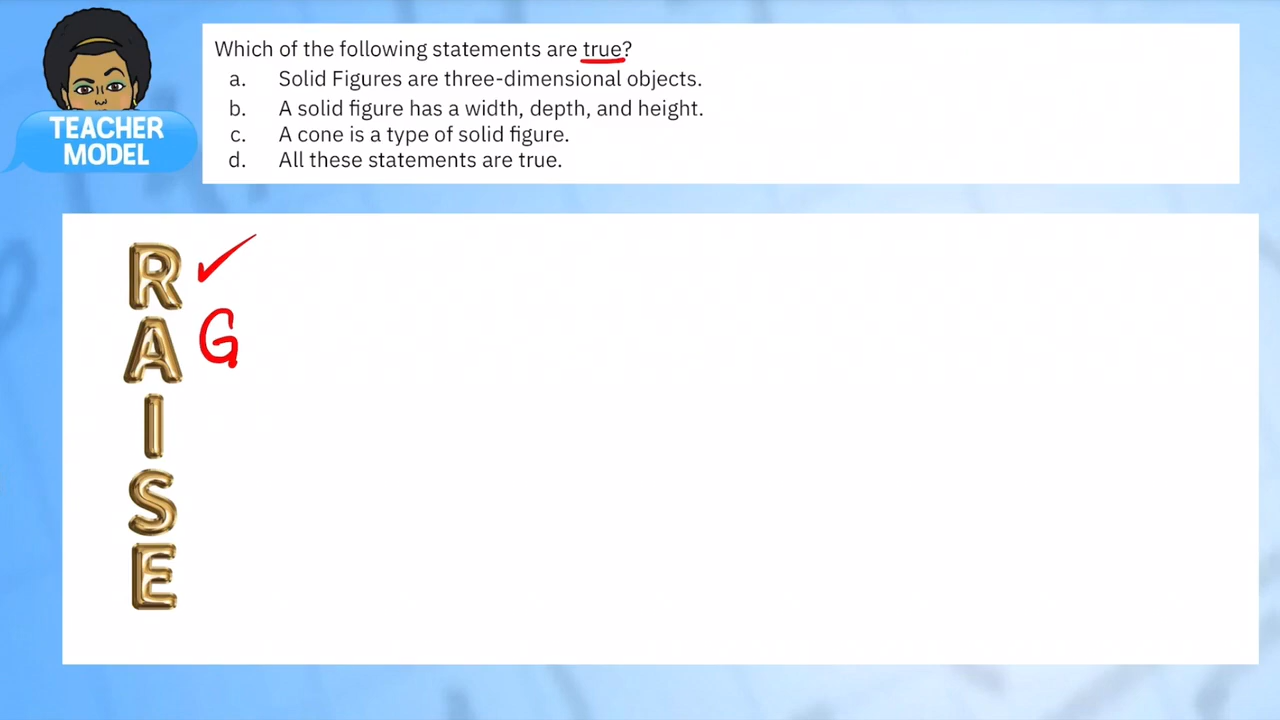 TEACHER
MODEL
Which of the following statements are true?
a. Solid Figures are three-dimensional objects.
b. A solid figure has a width, depth, and height.
c. A cone is a type of solid figure.
d. All these statements are true.
R
A G
I
S
E